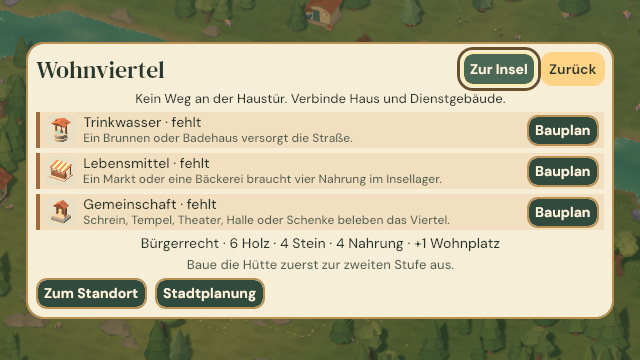 Wohnviertel
Zur Insel
Zurück
Kein Weg an der Haustür. Verbinde Haus und Dienstgebäude.
Trinkwasser · fehlt
Ein Brunnen oder Badehaus versorgt die Straße.
Bauplan
Lebensmittel · fehlt
Ein Markt oder eine Bäckerei braucht vier Nahrung im Insellager.
Bauplan
Gemeinschaft · fehlt
Schrein, Tempel, Theater, Halle oder Schenke beleben das Viertel.
Bauplan
Bürgerrecht · 6 Holz · 4 Stein · 4 Nahrung · +1 Wohnplatz
Baue die Hütte zuerst zur zweiten Stufe aus.
Zum Standort
Stadtplanung